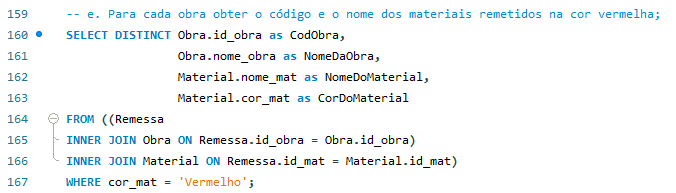 159 -- e. Para cada obra obter o código e o nome dos materiais remetidos na cor vermelha;
160 SELECT DISTINCT Obra.id_obra as CodObra,
161 Obra.nome_obra as NomeDaObra,
162 Material.nome_mat as NomeDoMaterial,
163 Material.cor_mat as CorDoMaterial
164 FROM ((Remessa
165 INNER JOIN Obra ON Remessa.id_obra = Obra.id_obra)
166 INNER JOIN Material ON Remessa.id_mat = Material.id_mat)
167 WHERE cor_mat = 'Vermelho';